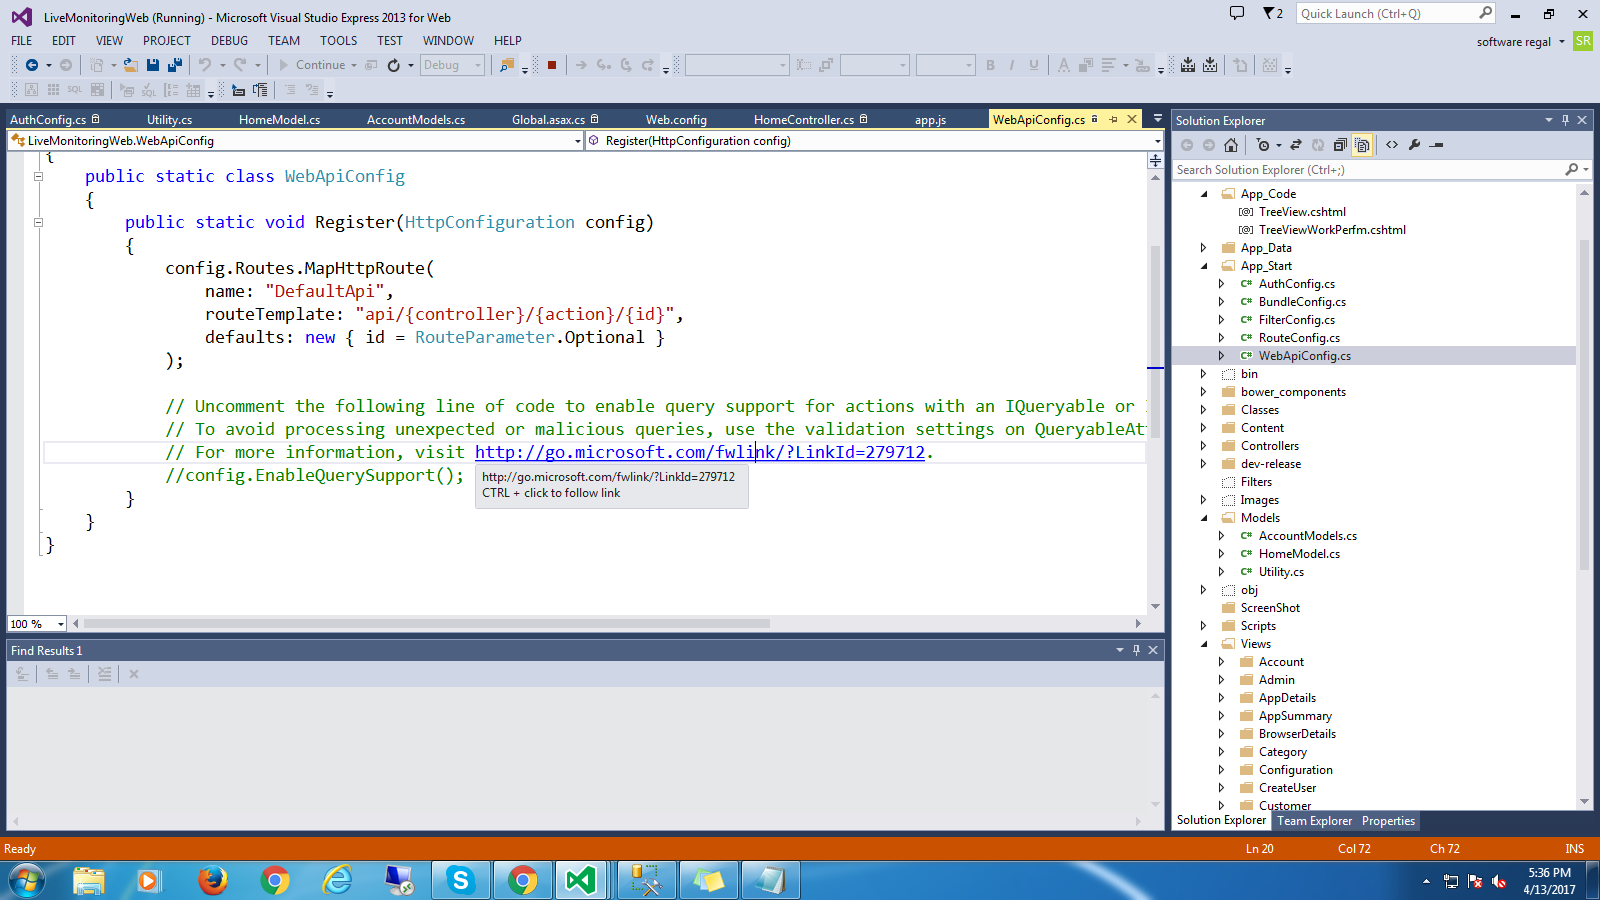 LiveMonitoringWeb (Running) - Microsoft Visual Studio Express 2013 for Web
2
Quick Launch (Ctrl+Q)
FILE EDIT VIEW PROJECT DEBUG TEAM TOOLS TEST WINDOW HELP
software regal
SR
Continue
Debug
SQL
SQL
AuthConfig.cs
Utility.cs
HomeModel.cs
AccountModels.cs
Global.asax.cs
Web.config
HomeController.cs
app.js
WebApiConfig.cs
LiveMonitoringWeb.WebApiConfig
Register(HttpConfiguration config)
{
public static class WebApiConfig
{
public static void Register(HttpConfiguration config)
{
config.Routes.MapHttpRoute(
name: "DefaultApi",
routeTemplate: "api/{controller}/{action}/{id}",
defaults: new { id = RouteParameter.Optional }
);
// Uncomment the following line of code to enable query support for actions with an IQueryable or
// To avoid processing unexpected or malicious queries, use the validation settings on QueryableAt
// For more information, visit http://go.microsoft.com/fwlink/?LinkId=279712.
//config.EnableQuerySupport();
http://go.microsoft.com/fwlink/?LinkId=279712
CTRL + click to follow link
}
}
}
100 %
Find Results 1
Solution Explorer
Search Solution Explorer (Ctrl+;)
App_Code
TreeView.cshtml
TreeViewWorkPerfm.cshtml
App_Data
App_Start
C# AuthConfig.cs
C# BundleConfig.cs
C# FilterConfig.cs
C# RouteConfig.cs
C# WebApiConfig.cs
bin
bower_components
Classes
Content
Controllers
dev-release
Filters
Images
Models
C# AccountModels.cs
C# HomeModel.cs
C# Utility.cs
obj
ScreenShot
Scripts
Views
Account
Admin
AppDetails
AppSummary
BrowserDetails
Category
Configuration
CreateUser
Customer
Solution Explorer Team Explorer Properties
Ready
Ln 20
Col 72
Ch 72
INS
5:36 PM
4/13/2017